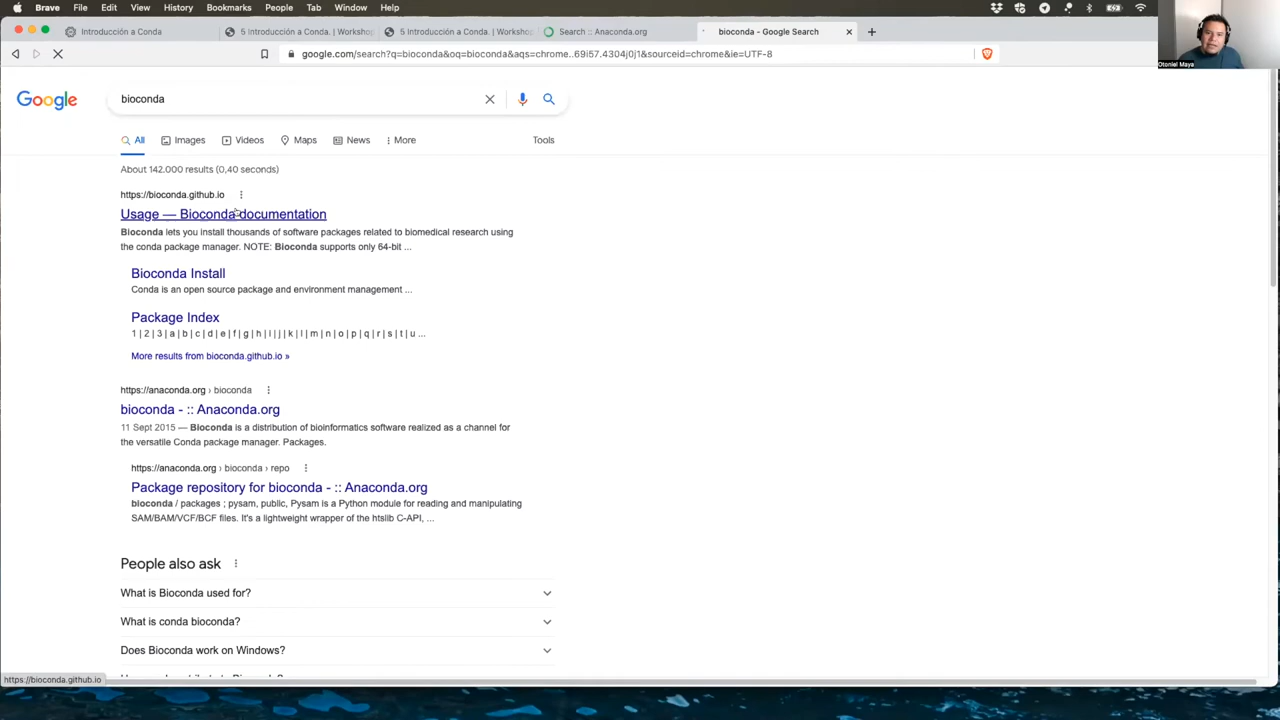 Brave File Edit View History Bookmarks People Tab Window Help
Introducción a Conda
5 Introducción a Conda. | Workshop
5 Introducción a Conda. | Workshop
Search :: Anaconda.org
bioconda - Google Search
google.com/search?q=bioconda&oq=bioconda&aqs=chrome..69i57.4304j0j1&sourceid=chrome&ie=UTF-8
Otoniel Maya
Google
bioconda
All Images Videos Maps News More Tools
About 142.000 results (0,40 seconds)
https://bioconda.github.io
Usage — Bioconda documentation
Bioconda lets you install thousands of software packages related to biomedical research using
the conda package manager. NOTE: Bioconda supports only 64-bit ...
Bioconda Install
Conda is an open source package and environment management ...
Package Index
1 | 2 | 3 | a | b | c | d | e | f | g | h | I | j | k | l | m | n | o | p | q | r | s | t | u ...
More results from bioconda.github.io »
https://anaconda.org › bioconda
bioconda - :: Anaconda.org
11 Sept 2015 — Bioconda is a distribution of bioinformatics software realized as a channel for
the versatile Conda package manager. Packages.
https://anaconda.org › bioconda › repo
Package repository for bioconda - :: Anaconda.org
bioconda / packages ; pysam, public, Pysam is a Python module for reading and manipulating
SAM/BAM/VCF/BCF files. It's a lightweight wrapper of the htslib C-API, ...
People also ask
What is Bioconda used for?
What is conda bioconda?
Does Bioconda work on Windows?
https://bioconda.github.io